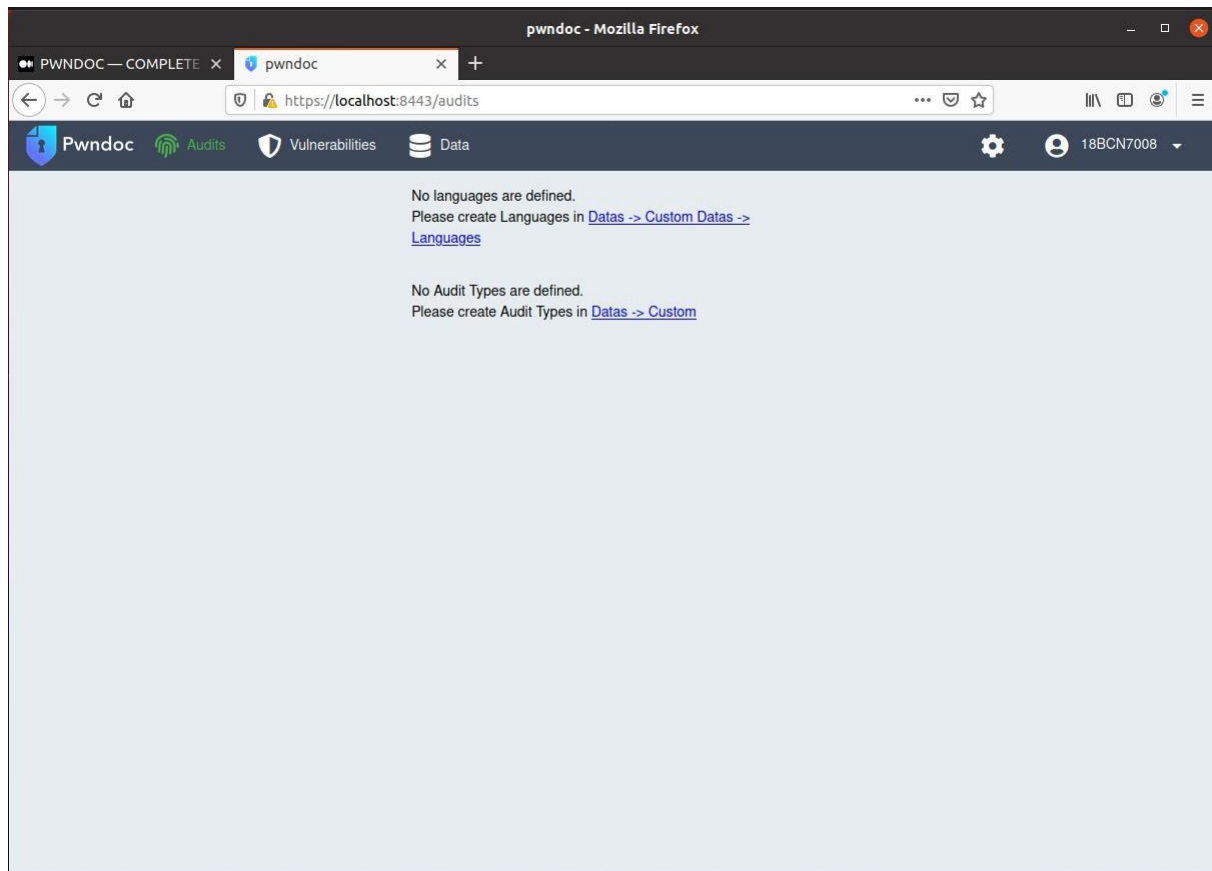 pwndoc - Mozilla Firefox
PWNDOC — COMPLETE
pwndoc
https://localhost:8443/audits
Pwndoc Audits Vulnerabilities Data 18BCN7008
No languages are defined.
Please create Languages in Datas -> Custom Datas ->
Languages
No Audit Types are defined.
Please create Audit Types in Datas -> Custom